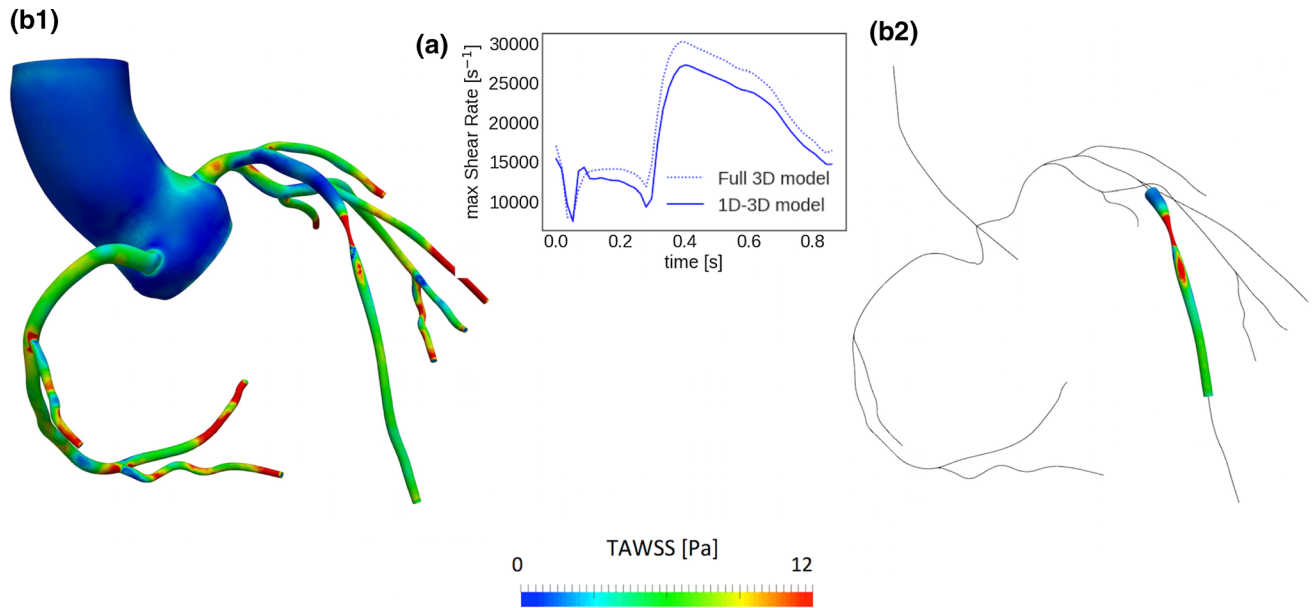 (b1)
(a)
(b2)
max Shear Rate [s⁻¹]
30000
25000
20000
15000
10000
Full 3D model
1D-3D model
0.0 0.2 0.4 0.6 0.8
time [s]
TAWSS [Pa]
0 12